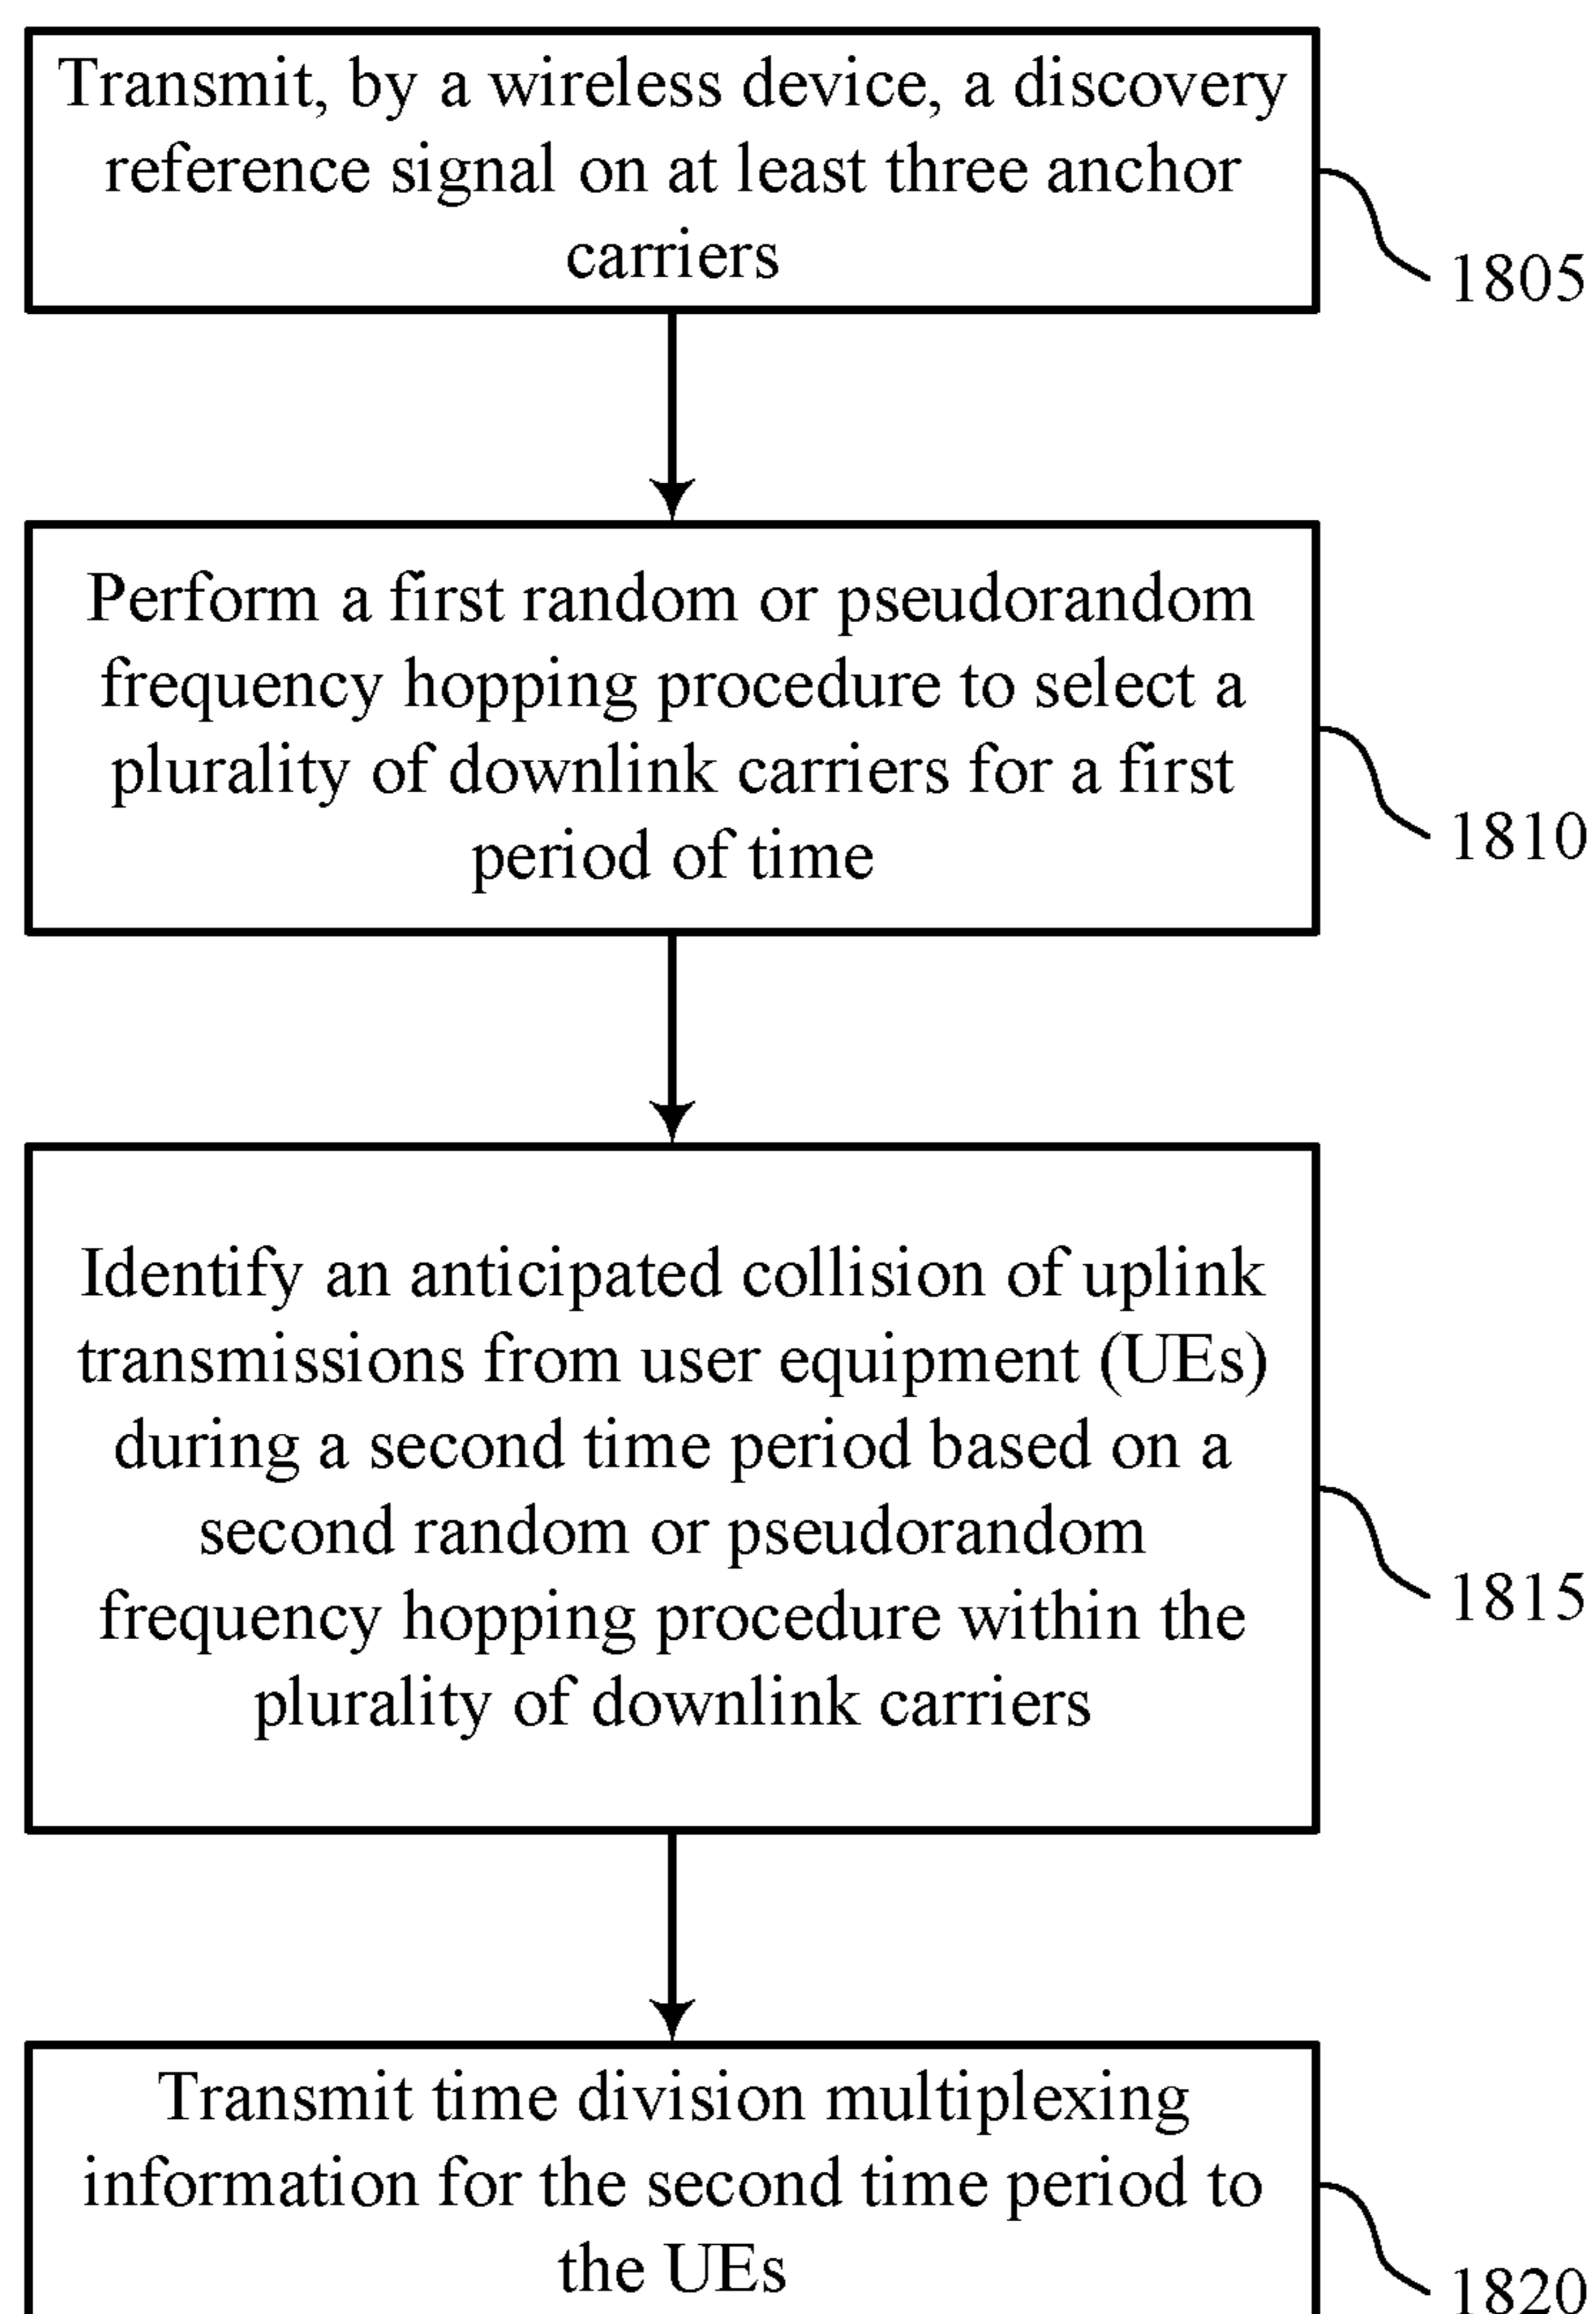 Transmit, by a wireless device, a discovery
reference signal on at least three anchor
carriers
1805
Perform a first random or pseudorandom
frequency hopping procedure to select a
plurality of downlink carriers for a first
period of time
1810
Identify an anticipated collision of uplink
transmissions from user equipment (UEs)
during a second time period based on a
second random or pseudorandom
frequency hopping procedure within the
plurality of downlink carriers
1815
Transmit time division multiplexing
information for the second time period to
the UEs
1820